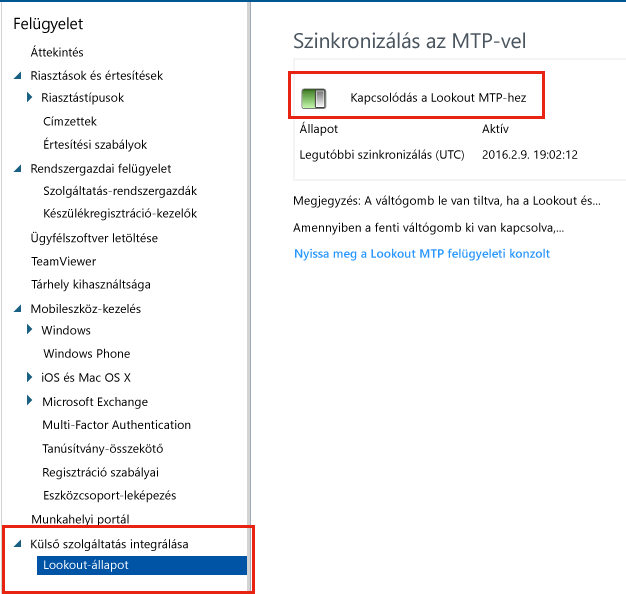 Felügyelet
Áttekintés
Riasztások és értesítések
Riasztástípusok
Címzettek
Értesítési szabályok
Rendszergazdai felügyelet
Szolgáltatás-rendszergazdák
Készülékregisztráció-kezelők
Ügyfélszoftver letöltése
TeamViewer
Tárhely kihasználtsága
Mobileszköz-kezelés
Windows
Windows Phone
iOS és Mac OS X
Microsoft Exchange
Multi-Factor Authentication
Tanúsítvány-összekötő
Regisztráció szabályai
Eszközcsoport-leképezés
Munkahelyi portál
Külső szolgáltatás integrálása
Lookout-állapot
Szinkronizálás az MTP-vel
Kapcsolódás a Lookout MTP-hez
Állapot Aktív
Legutóbbi szinkronizálás (UTC) 2016.2.9. 19:02:12
Megjegyzés: A váltógomb le van tiltva, ha a Lookout és...
Amennyiben a fenti váltógomb ki van kapcsolva,...
Nyissa meg a Lookout MTP felügyeleti konzolt